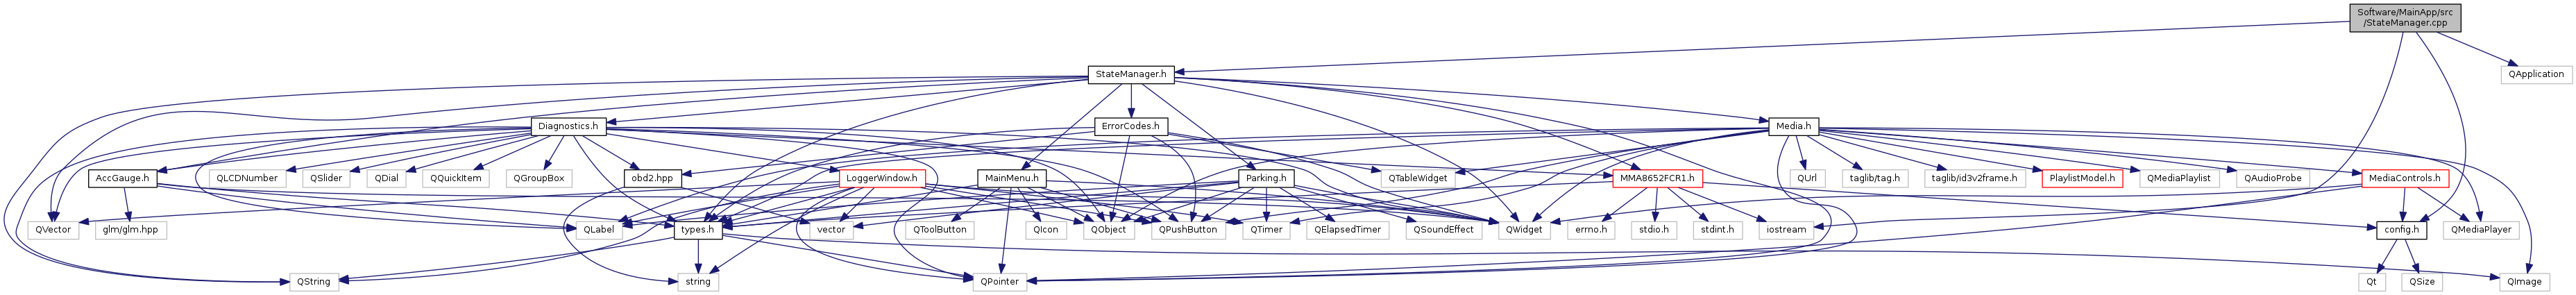 Software/MainApp/src
/StateManager.cpp
StateManager.h
QApplication
Diagnostics.h
ErrorCodes.h
Media.h
AccGauge.h
QLCDNumber
QSlider
QDial
QQuickItem
QGroupBox
obd2.hpp
LoggerWindow.h
MainMenu.h
Parking.h
QTableWidget
MMA8652FCR1.h
QUrl
taglib/tag.h
taglib/id3v2frame.h
PlaylistModel.h
QMediaPlaylist
QAudioProbe
MediaControls.h
QVector
glm/glm.hpp
QLabel
types.h
vector
QToolButton
QIcon
QObject
QPushButton
QTimer
QElapsedTimer
QSoundEffect
QWidget
errno.h
stdio.h
stdint.h
iostream
config.h
QMediaPlayer
QString
string
QPointer
Qt
QSize
QImage